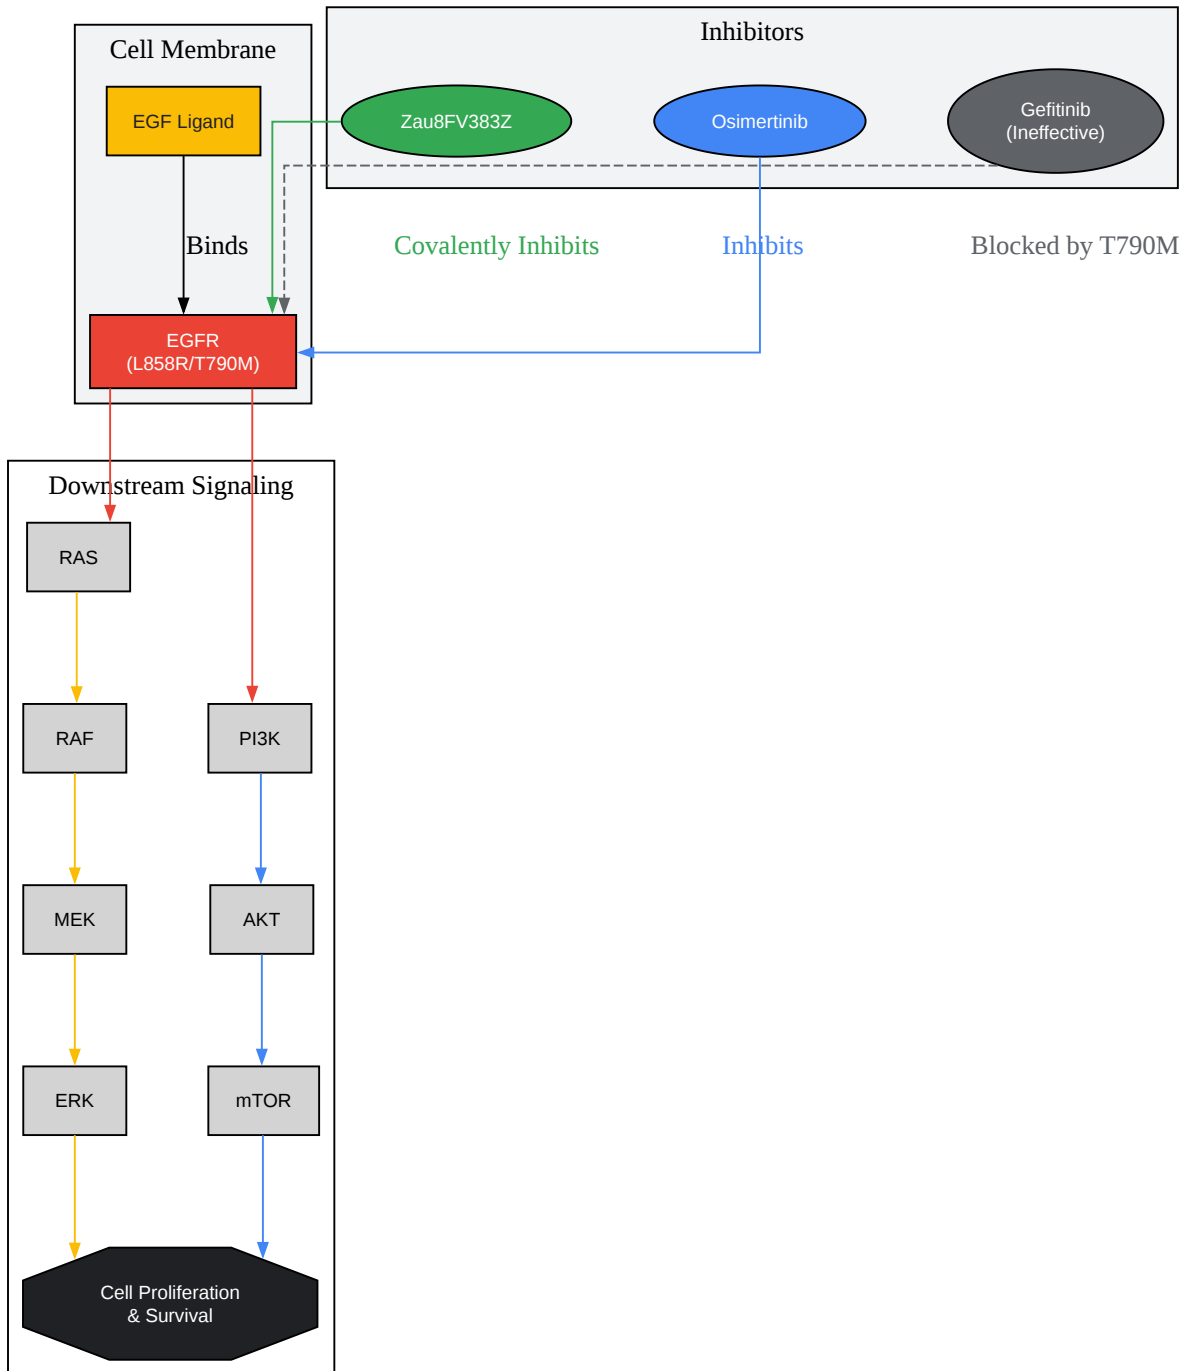 Cell Membrane
Inhibitors
EGF Ligand
Zau8FV383Z
Osimertinib
Gefitinib
(Ineffective)
Binds
Covalently Inhibits
Inhibits
Blocked by T790M
EGFR
(L858R/T790M)
Downstream Signaling
RAS
RAF
PI3K
MEK
AKT
ERK
mTOR
Cell Proliferation
& Survival